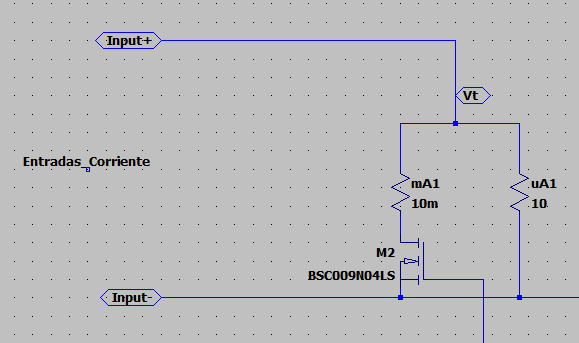 Input+
Vt
Entradas_Corriente
mA1
uA1
10m
10
M2
BSC009N04LS
Input-